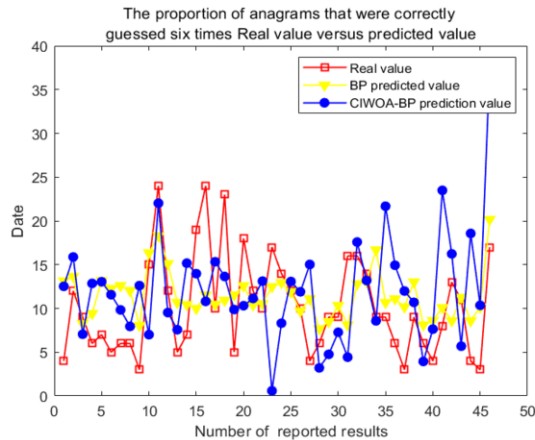 The proportion of anagrams that were correctly
guessed six times Real value versus predicted value
Real value
BP predicted value
CIWOA-BP prediction value
Date
40
35
30
25
20
15
10
5
0
0 5 10 15 20 25 30 35 40 45 50
Number of reported results